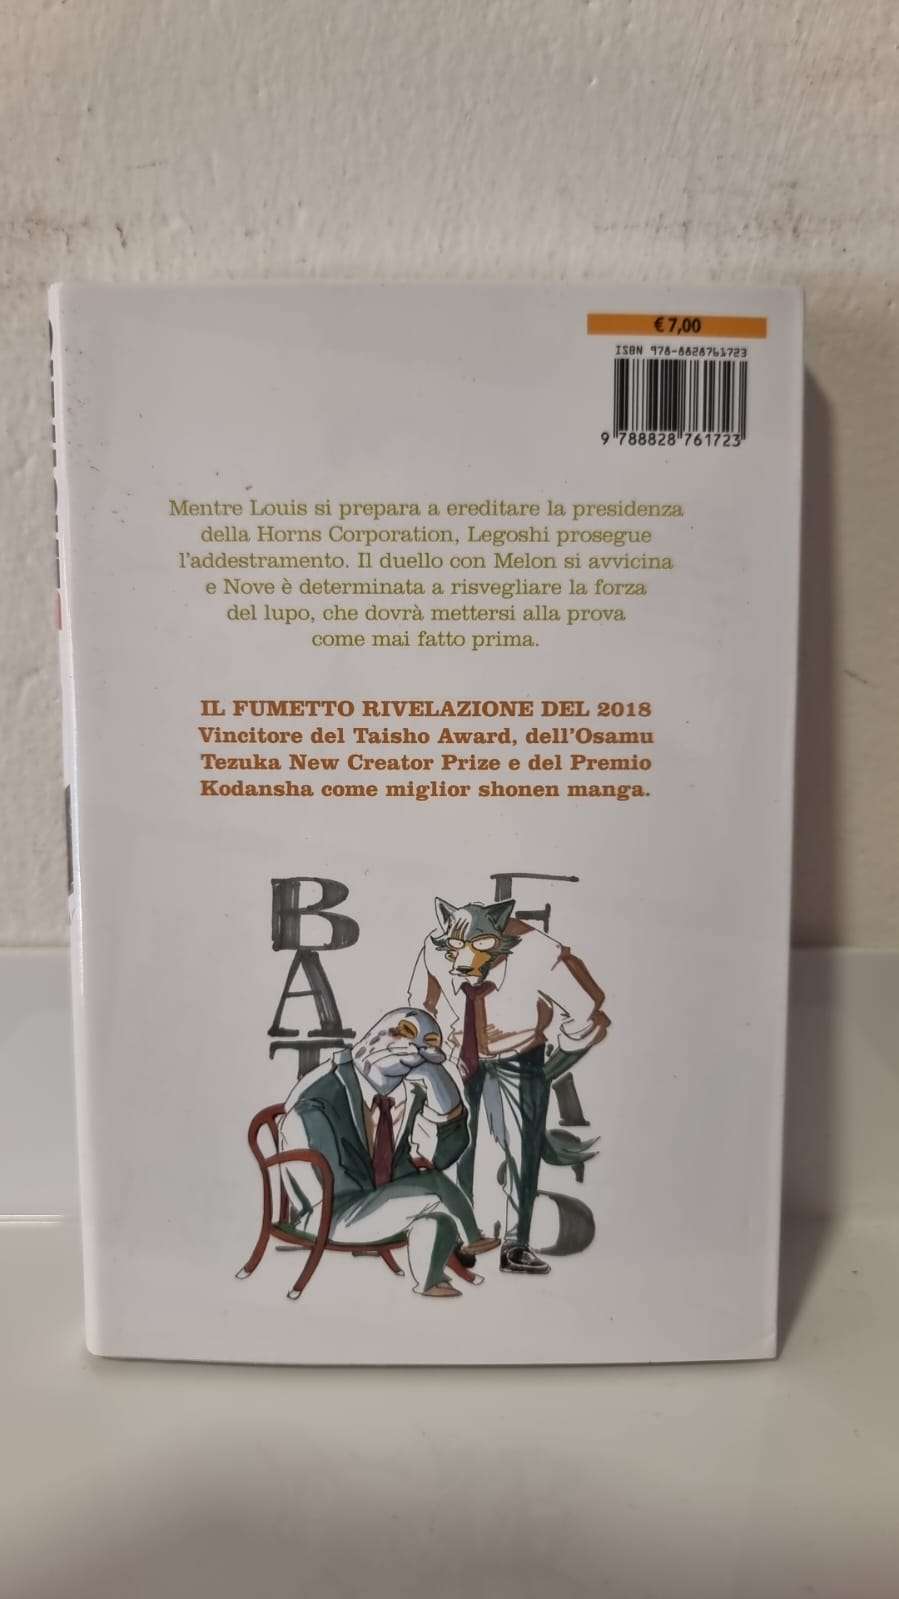 € 7,00
ISBN 978-8828761723
9 788828 761723
Mentre Louis si prepara a ereditare la presidenza
della Horns Corporation, Legoshi prosegue
l'addestramento. Il duello con Melon si avvicina
e Nove è determinata a risvegliare la forza
del lupo, che dovrà mettersi alla prova
come mai fatto prima.
IL FUMETTO RIVELAZIONE DEL 2018
Vincitore del Taisho Award, dell'Osamu
Tezuka New Creator Prize e del Premio
Kodansha come miglior shonen manga.
B
A